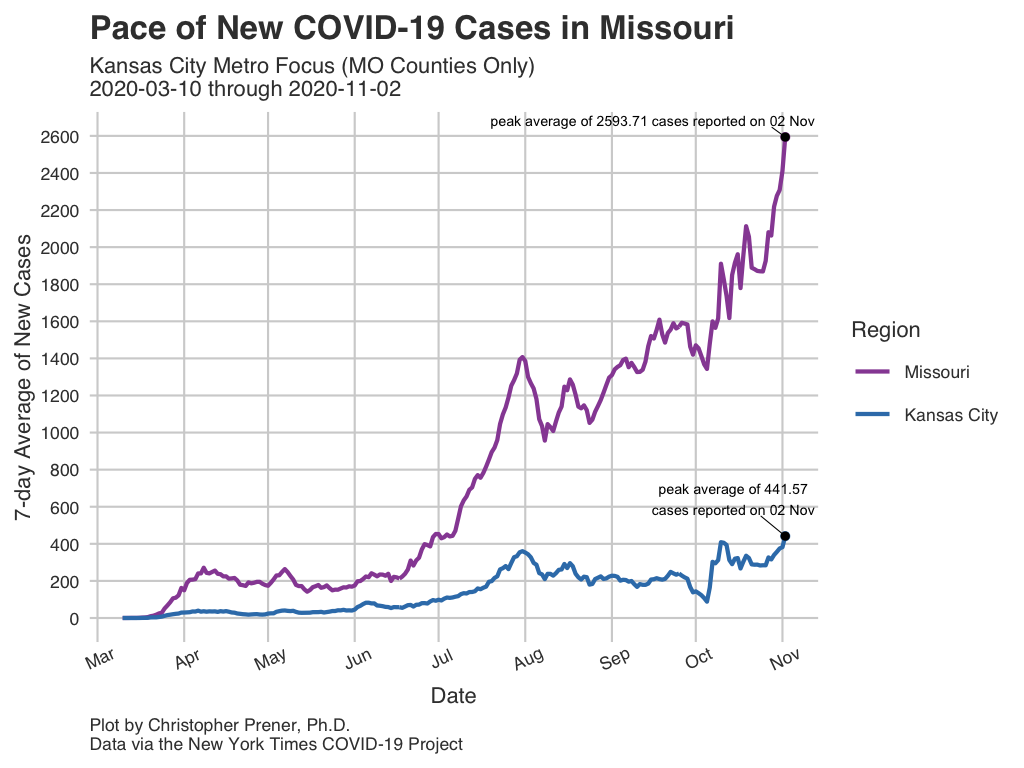 Pace of New COVID-19 Cases in Missouri
Kansas City Metro Focus (MO Counties Only)
2020-03-10 through 2020-11-02
peak average of 2593.71 cases reported on 02 Nov
2600
2400
2200
2000
1800
1600
1400
1200
1000
800
600
400
200
0
7-day Average of New Cases
peak average of 441.57
cases reported on 02 Nov
Region
Missouri
Kansas City
Mar
Apr
May
Jun
Jul
Aug
Sep
Oct
Nov
Date
Plot by Christopher Prener, Ph.D.
Data via the New York Times COVID-19 Project